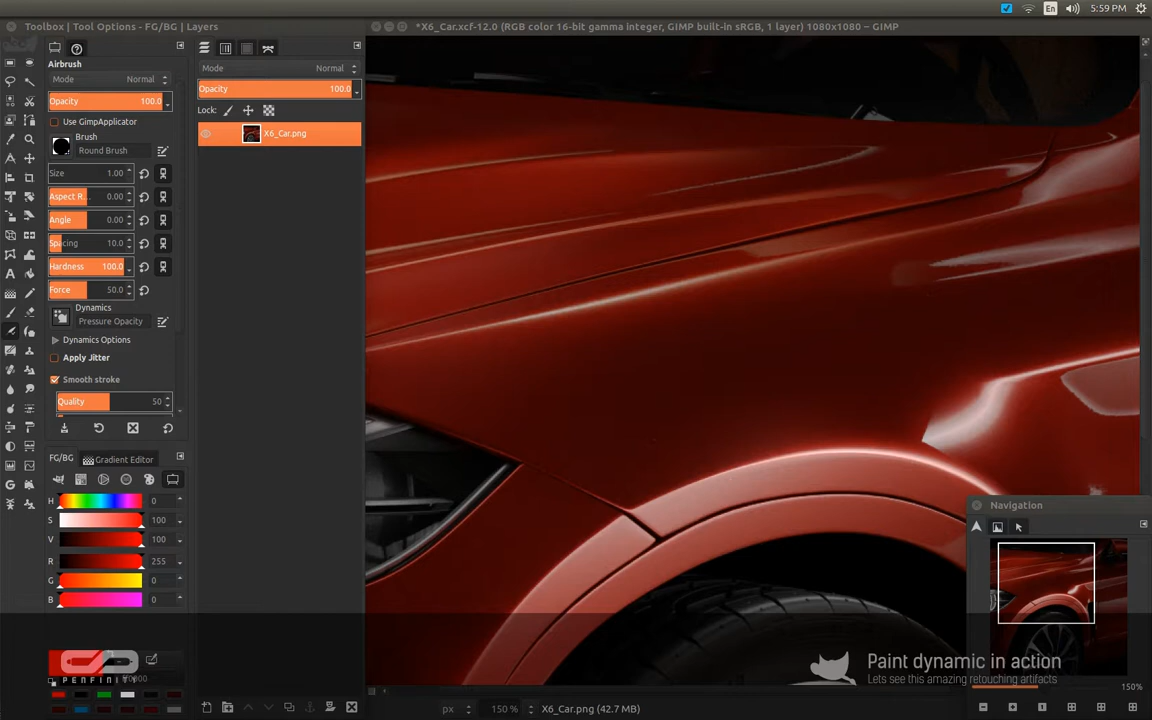 En
5:59 PM
Toolbox | Tool Options - FG/BG | Layers
*X6_Car.xcf-12.0 (RGB color 16-bit gamma integer, GIMP built-in sRGB, 1 layer) 1080x1080 – GIMP
Airbrush
Mode Normal
Opacity 100.0
Use GimpApplicator
Brush
Round Brush
Size 1.00
Aspect R... 0.00
Angle 0.00
Spacing 10.0
Hardness 100.0
Force 50.0
Dynamics
Pressure Opacity
Dynamics Options
Apply Jitter
Smooth stroke
Quality 50
FG/BG Gradient Editor
H 0
S 100
V 100
R 255
G 0
B 0
PENFINI
Mode Normal
Opacity 100.0
Lock:
X6_Car.png
Navigation
150%
Paint dynamic in action
Lets see this amazing retouching artifacts
px 150 % X6_Car.png (42.7 MB)